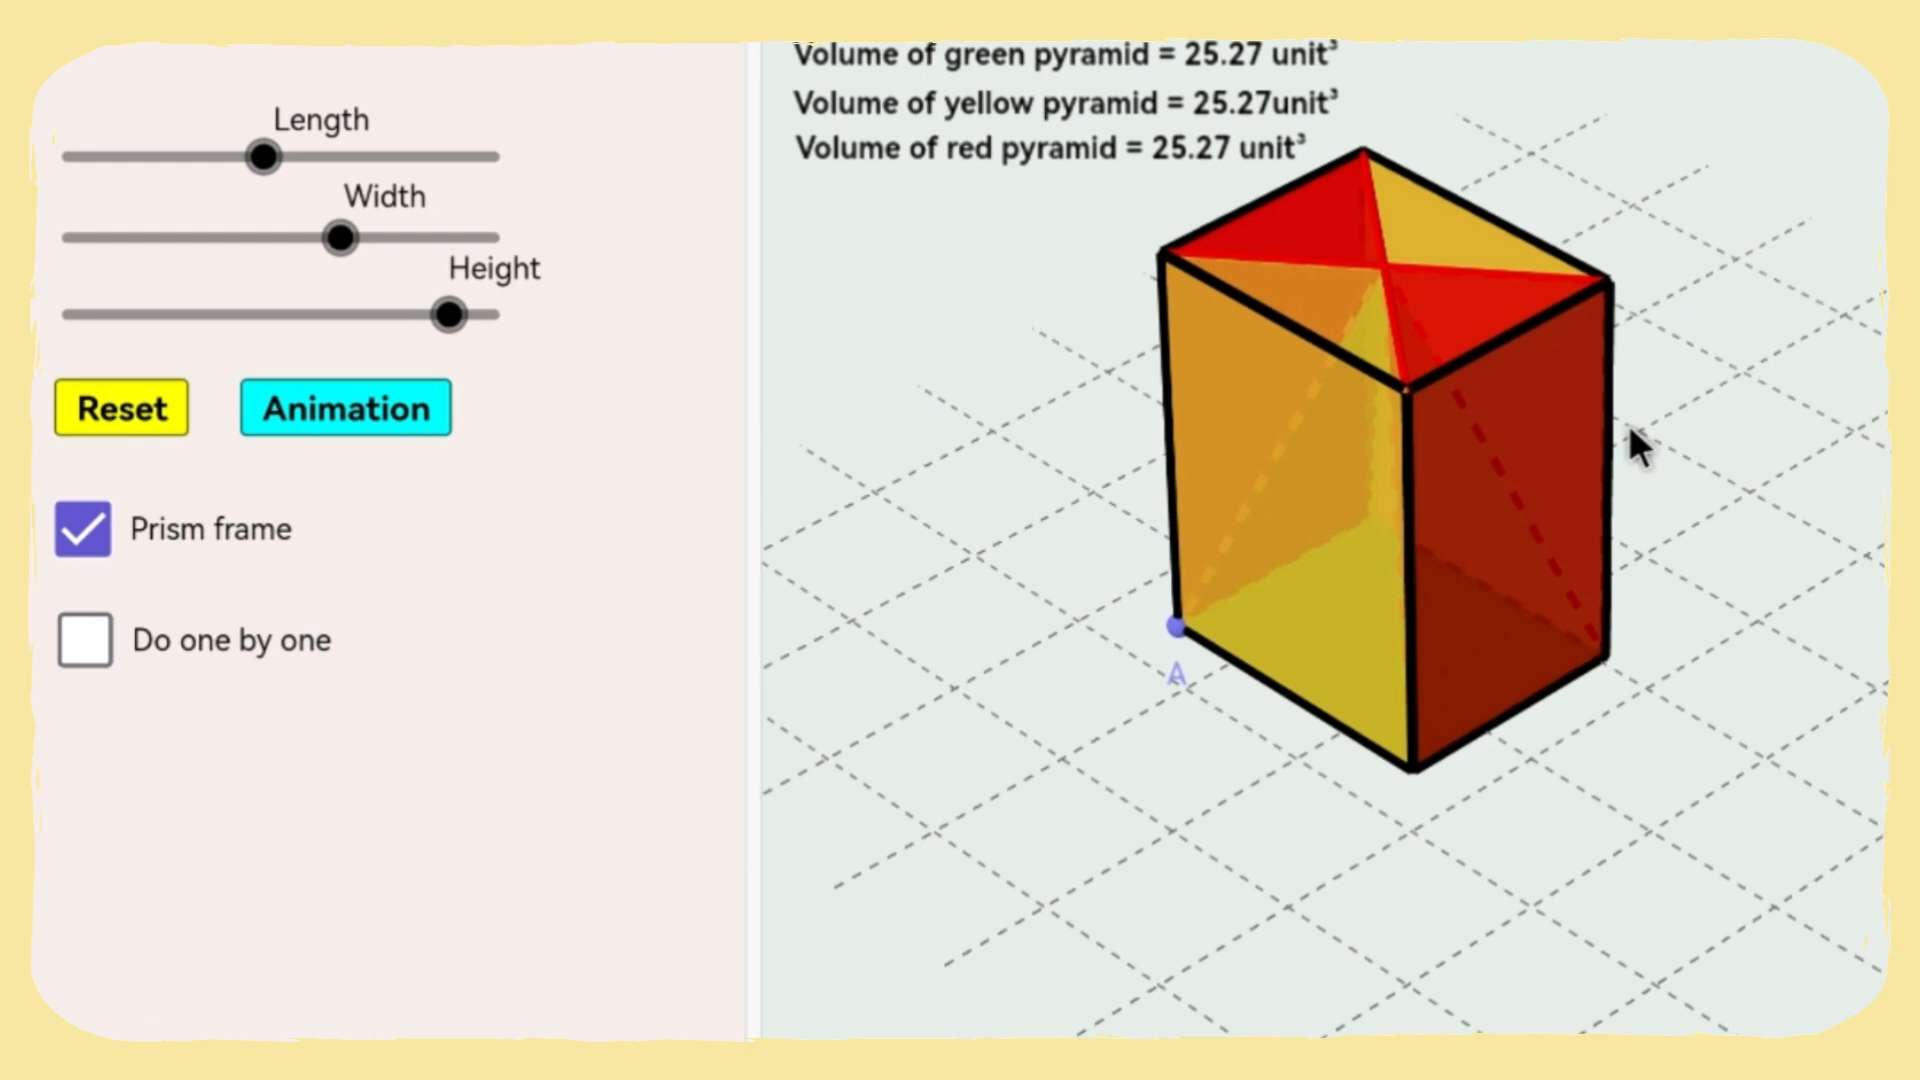 Length
Width
Height
Reset
Animation
Prism frame
Do one by one
Volume of green pyramid = 25.27 unit³
Volume of yellow pyramid = 25.27unit³
Volume of red pyramid = 25.27 unit³
A